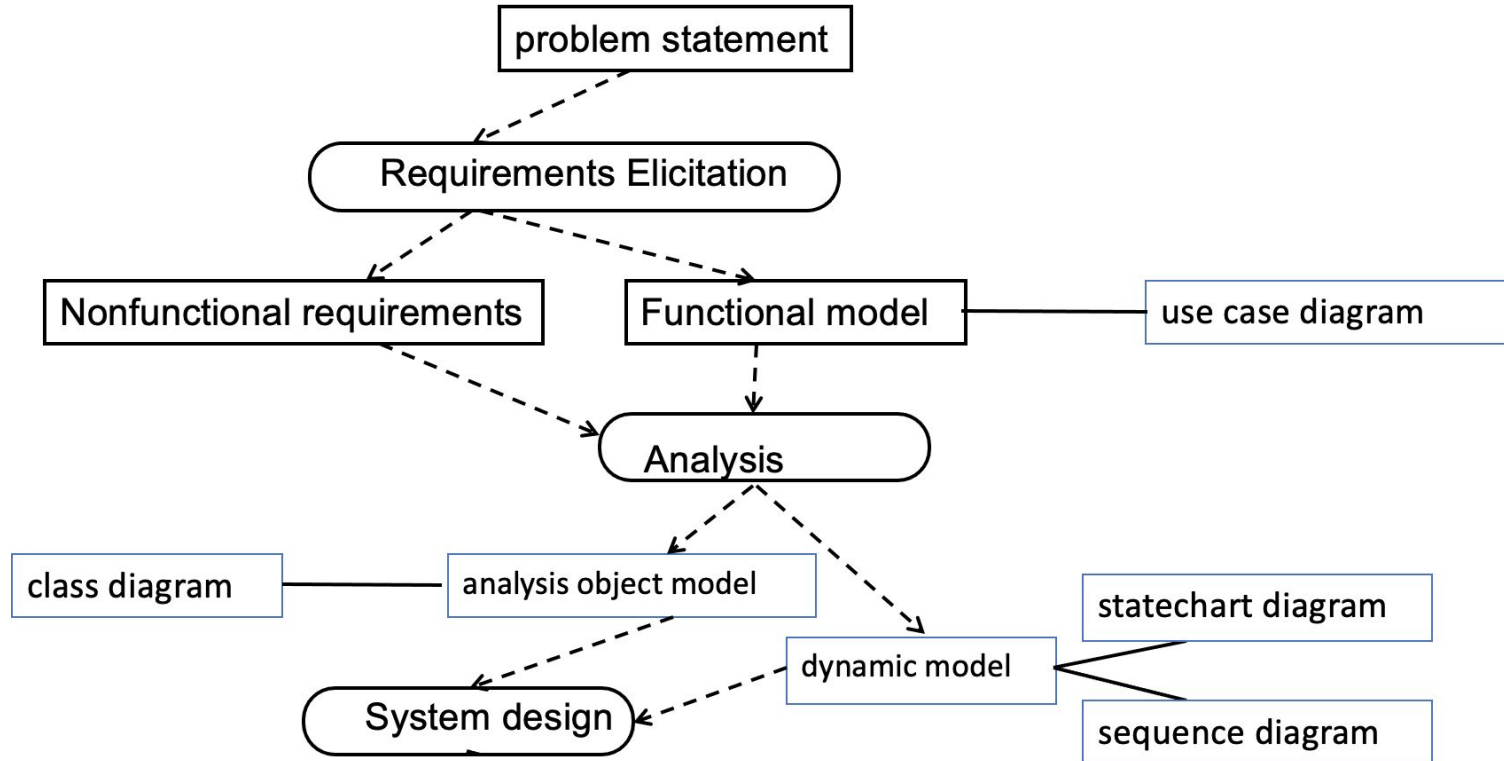 problem statement
Requirements Elicitation
Nonfunctional requirements
Functional model
use case diagram
Analysis
class diagram
analysis object model
statechart diagram
dynamic model
System design
sequence diagram